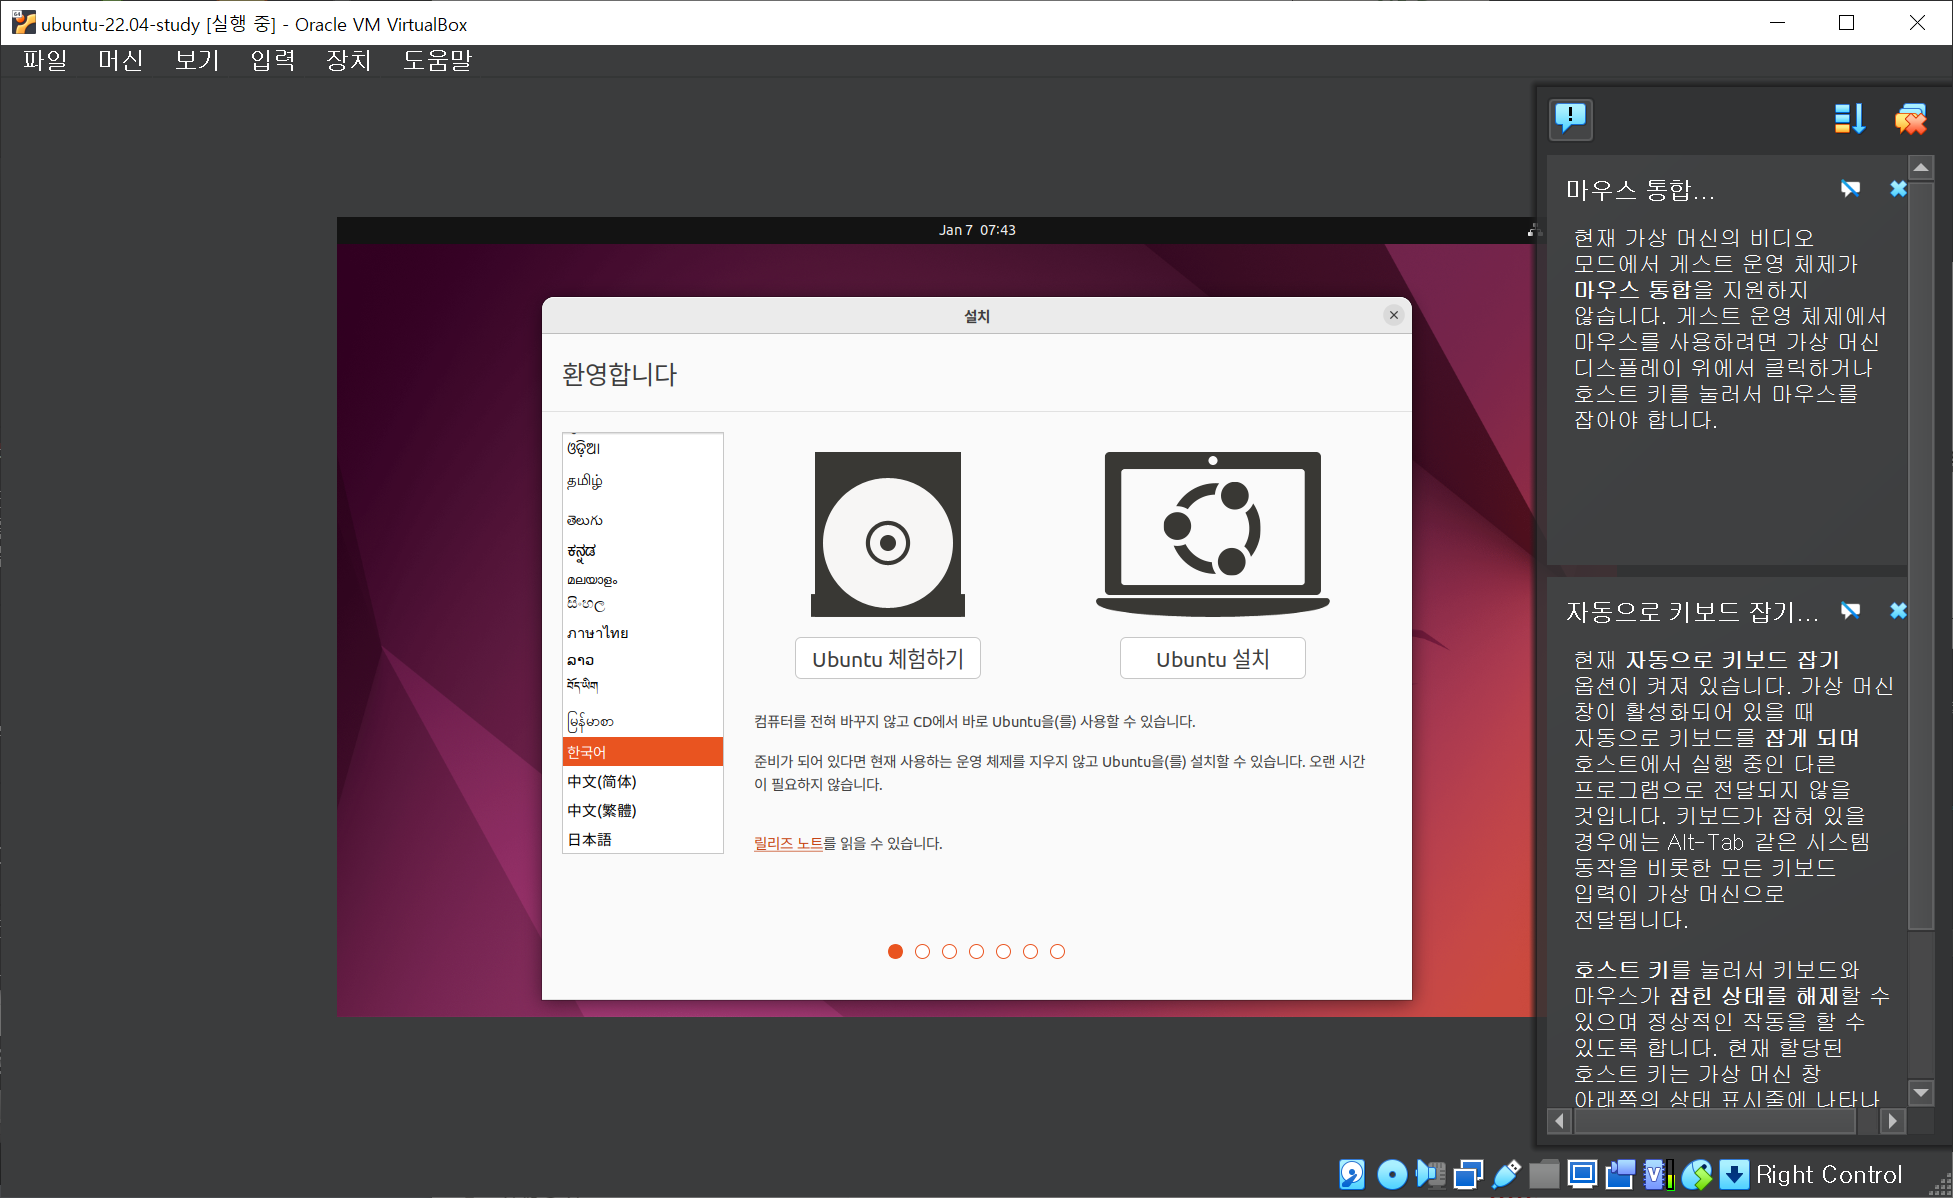 ubuntu-22.04-study [실행 중] - Oracle VM VirtualBox
파일 머신 보기 입력 장치 도움말
Jan 7 07:43
설치
환영합니다
ଓଡ଼ିଆ
தமிழ்
తెలుగు
ಕನ್ನಡ
മലയാളം
සිංහල
ภาษาไทย
ລາວ
བོད་ཡིག
မြန်မာစာ
한국어
中文(简体)
中文(繁體)
日本語
Ubuntu 체험하기
Ubuntu 설치
컴퓨터를 전혀 바꾸지 않고 CD에서 바로 Ubuntu을(를) 사용할 수 있습니다.
준비가 되어 있다면 현재 사용하는 운영 체제를 지우지 않고 Ubuntu을(를) 설치할 수 있습니다. 오랜 시간
이 필요하지 않습니다.
릴리즈 노트를 읽을 수 있습니다.
마우스 통합...
현재 가상 머신의 비디오
모드에서 게스트 운영 체제가
마우스 통합을 지원하지
않습니다. 게스트 운영 체제에서
마우스를 사용하려면 가상 머신
디스플레이 위에서 클릭하거나
호스트 키를 눌러서 마우스를
잡아야 합니다.
자동으로 키보드 잡기...
현재 자동으로 키보드 잡기
옵션이 켜져 있습니다. 가상 머신
창이 활성화되어 있을 때
자동으로 키보드를 잡게 되며
호스트에서 실행 중인 다른
프로그램으로 전달되지 않을
것입니다. 키보드가 잡혀 있을
경우에는 Alt-Tab 같은 시스템
동작을 비롯한 모든 키보드
입력이 가상 머신으로
전달됩니다.
호스트 키를 눌러서 키보드와
마우스가 잡힌 상태를 해제할 수
있으며 정상적인 작동을 할 수
있도록 합니다. 현재 할당된
호스트 키는 가상 머신 창
아래쪽의 상태 표시줄에 나타나
Right Control